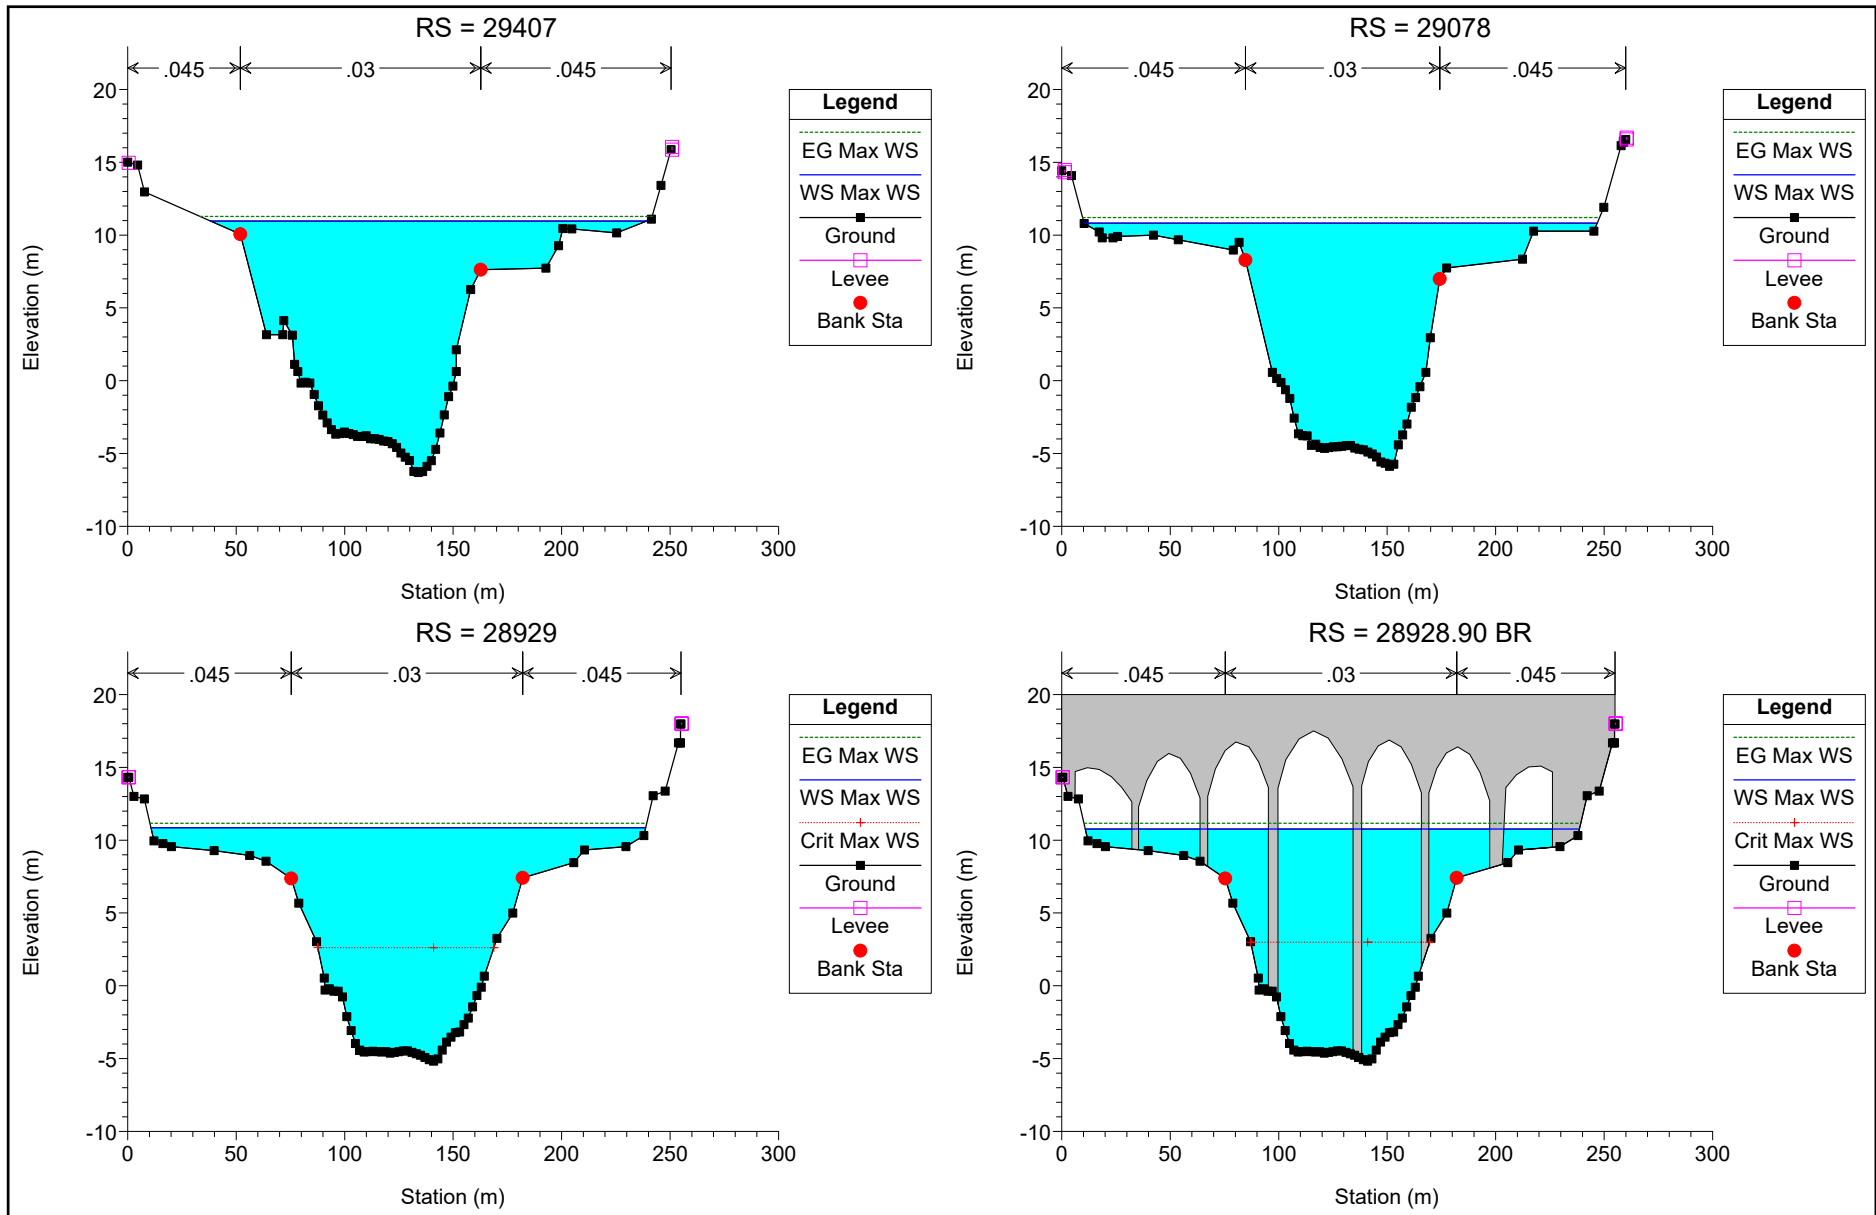 RS = 29407
.045 .03 .045
20
15
10
5
0
-5
-10
0 50 100 150 200 250 300
Elevation (m)
Station (m)
Legend
EG Max WS
WS Max WS
Ground
Levee
Bank Sta
RS = 29078
.045 .03 .045
20
15
10
5
0
-5
-10
0 50 100 150 200 250 300
Elevation (m)
Station (m)
Legend
EG Max WS
WS Max WS
Ground
Levee
Bank Sta
RS = 28929
.045 .03 .045
20
15
10
5
0
-5
-10
0 50 100 150 200 250 300
Elevation (m)
Station (m)
Legend
EG Max WS
WS Max WS
Crit Max WS
Ground
Levee
Bank Sta
RS = 28928.90 BR
.045 .03 .045
20
15
10
5
0
-5
-10
0 50 100 150 200 250 300
Elevation (m)
Station (m)
Legend
EG Max WS
WS Max WS
Crit Max WS
Ground
Levee
Bank Sta